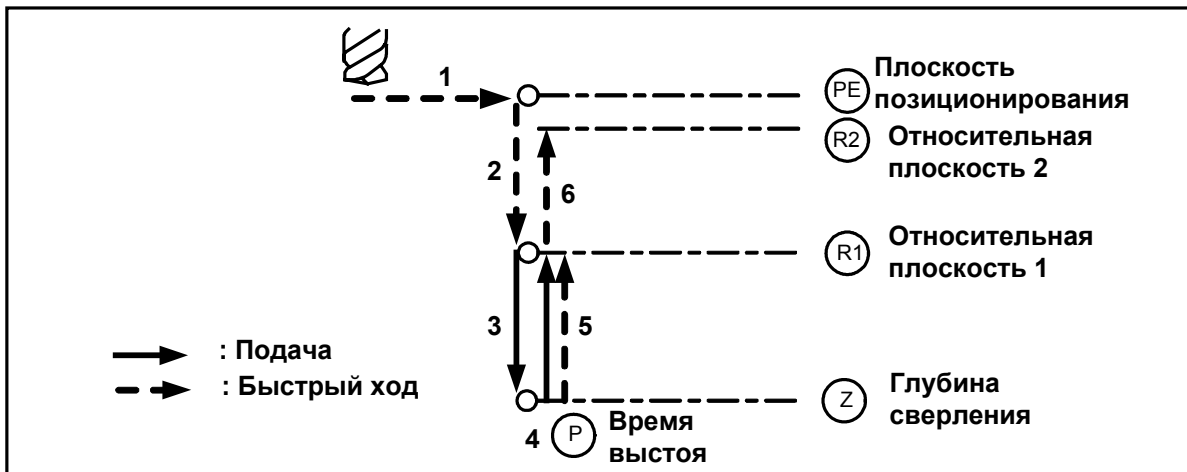 1
PE
Плоскость
позиционирования
R2
Относительная
плоскость 2
2
6
R1
Относительная
плоскость 1
3
5
: Подача
: Быстрый ход
Z
Глубина
сверления
4
P
Время
выстоя